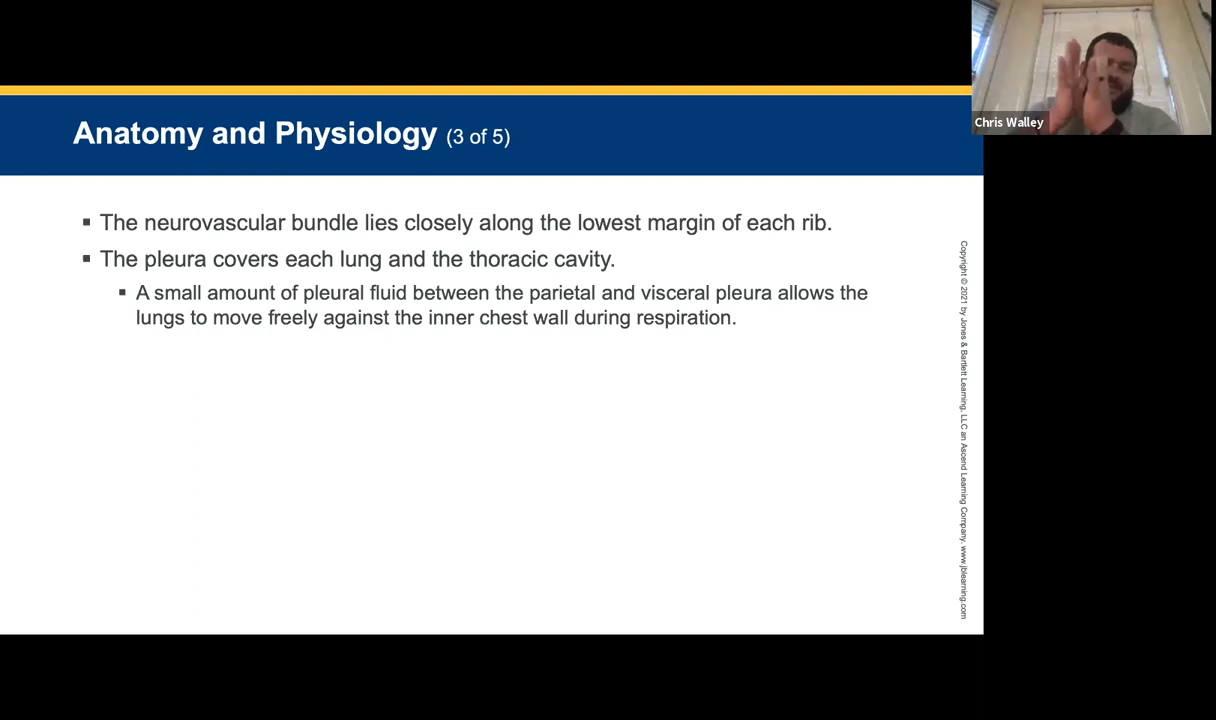 Anatomy and Physiology (3 of 5)
Chris Walley
▪ The neurovascular bundle lies closely along the lowest margin of each rib.
▪ The pleura covers each lung and the thoracic cavity.
▪ A small amount of pleural fluid between the parietal and visceral pleura allows the
lungs to move freely against the inner chest wall during respiration.
Copyright © 2021 by Jones & Bartlett Learning, LLC an Ascend Learning Company. www.jblearning.com